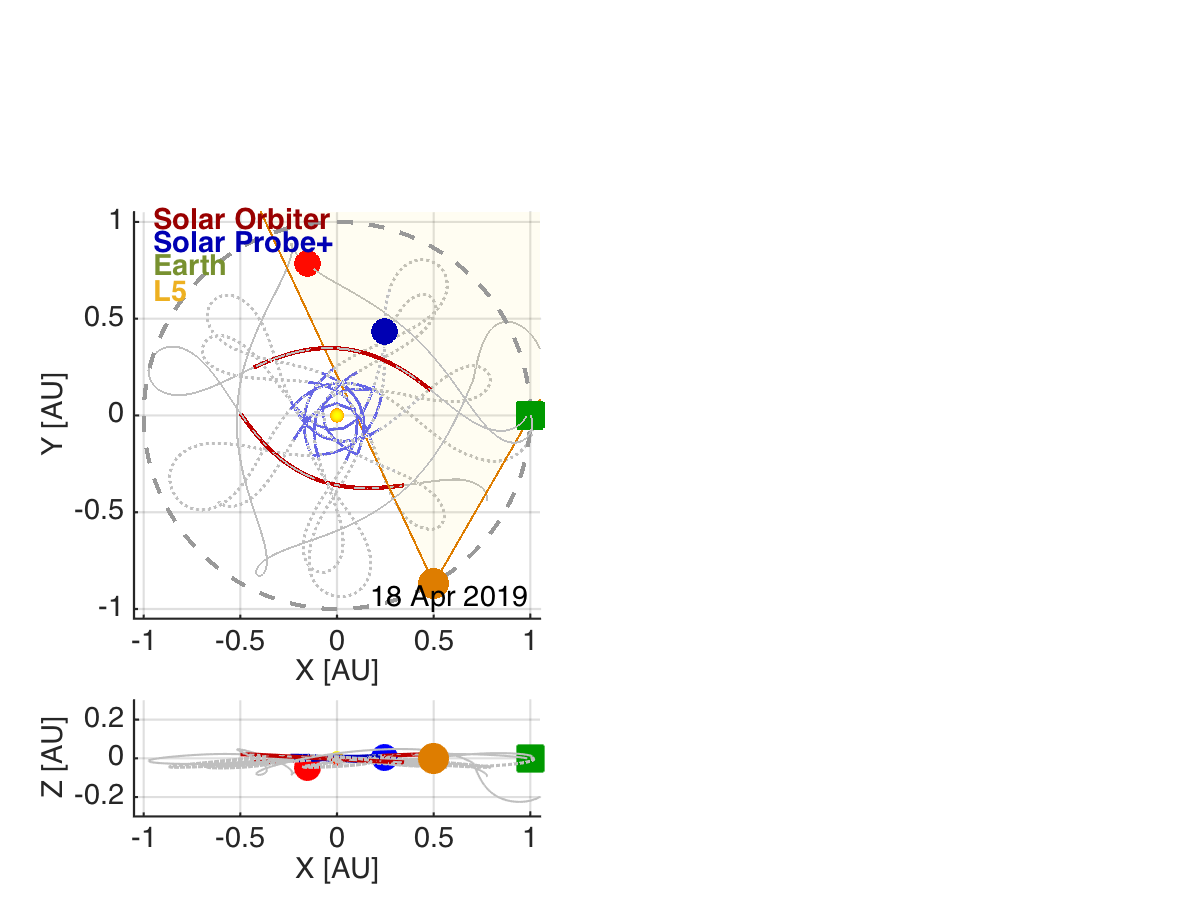 Solar Orbiter
Solar Probe+
Earth
L5
1
0.5
0
-0.5
-1
Y [AU]
18 Apr 2019
-1 -0.5 0 0.5 1
X [AU]
0.2
0
-0.2
Z [AU]
-1 -0.5 0 0.5 1
X [AU]